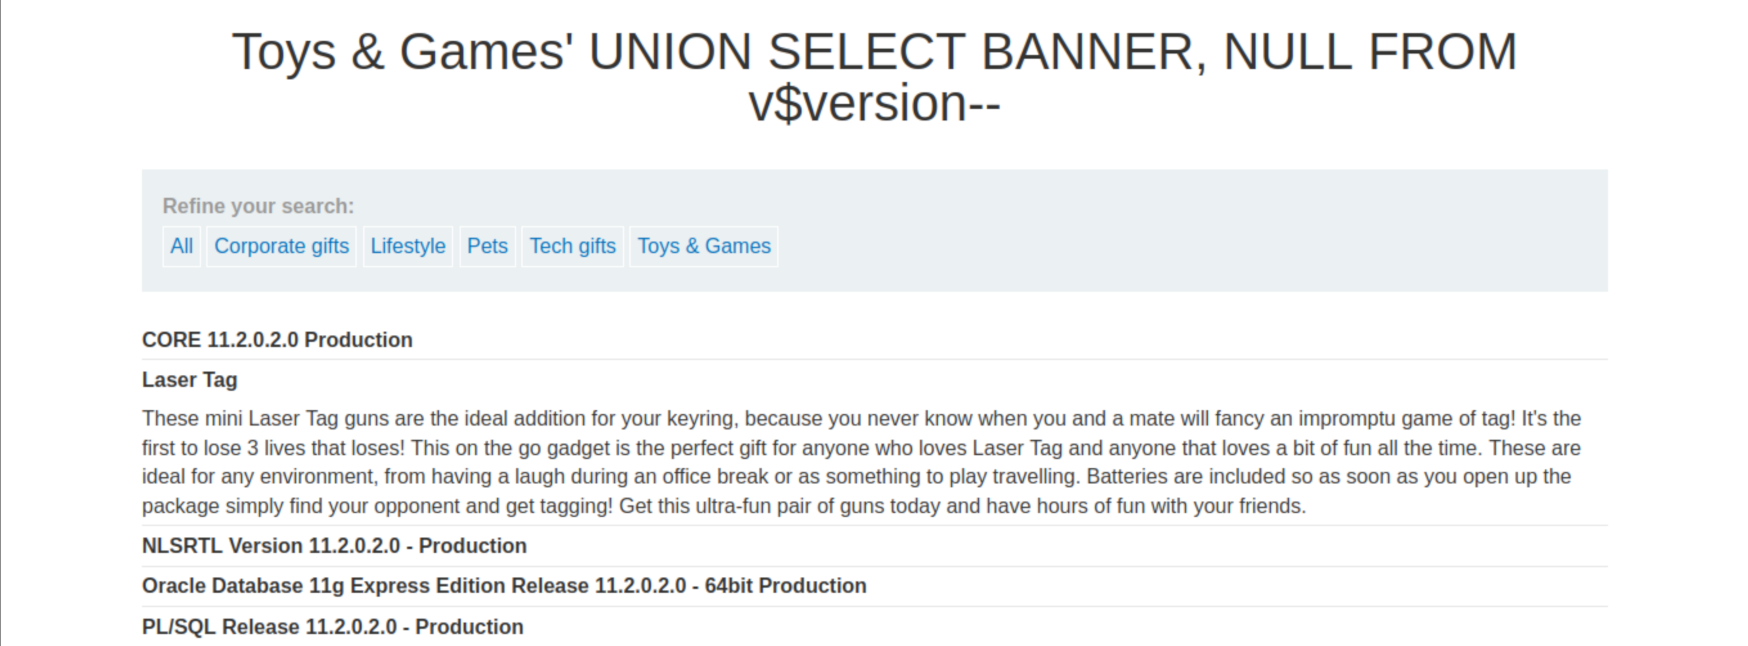 Toys & Games' UNION SELECT BANNER, NULL FROM
v$version--
Refine your search:
All Corporate gifts Lifestyle Pets Tech gifts Toys & Games
CORE 11.2.0.2.0 Production
Laser Tag
These mini Laser Tag guns are the ideal addition for your keyring, because you never know when you and a mate will fancy an impromptu game of tag! It's the
first to lose 3 lives that loses! This on the go gadget is the perfect gift for anyone who loves Laser Tag and anyone that loves a bit of fun all the time. These are
ideal for any environment, from having a laugh during an office break or as something to play travelling. Batteries are included so as soon as you open up the
package simply find your opponent and get tagging! Get this ultra-fun pair of guns today and have hours of fun with your friends.
NLSRTL Version 11.2.0.2.0 - Production
Oracle Database 11g Express Edition Release 11.2.0.2.0 - 64bit Production
PL/SQL Release 11.2.0.2.0 - Production